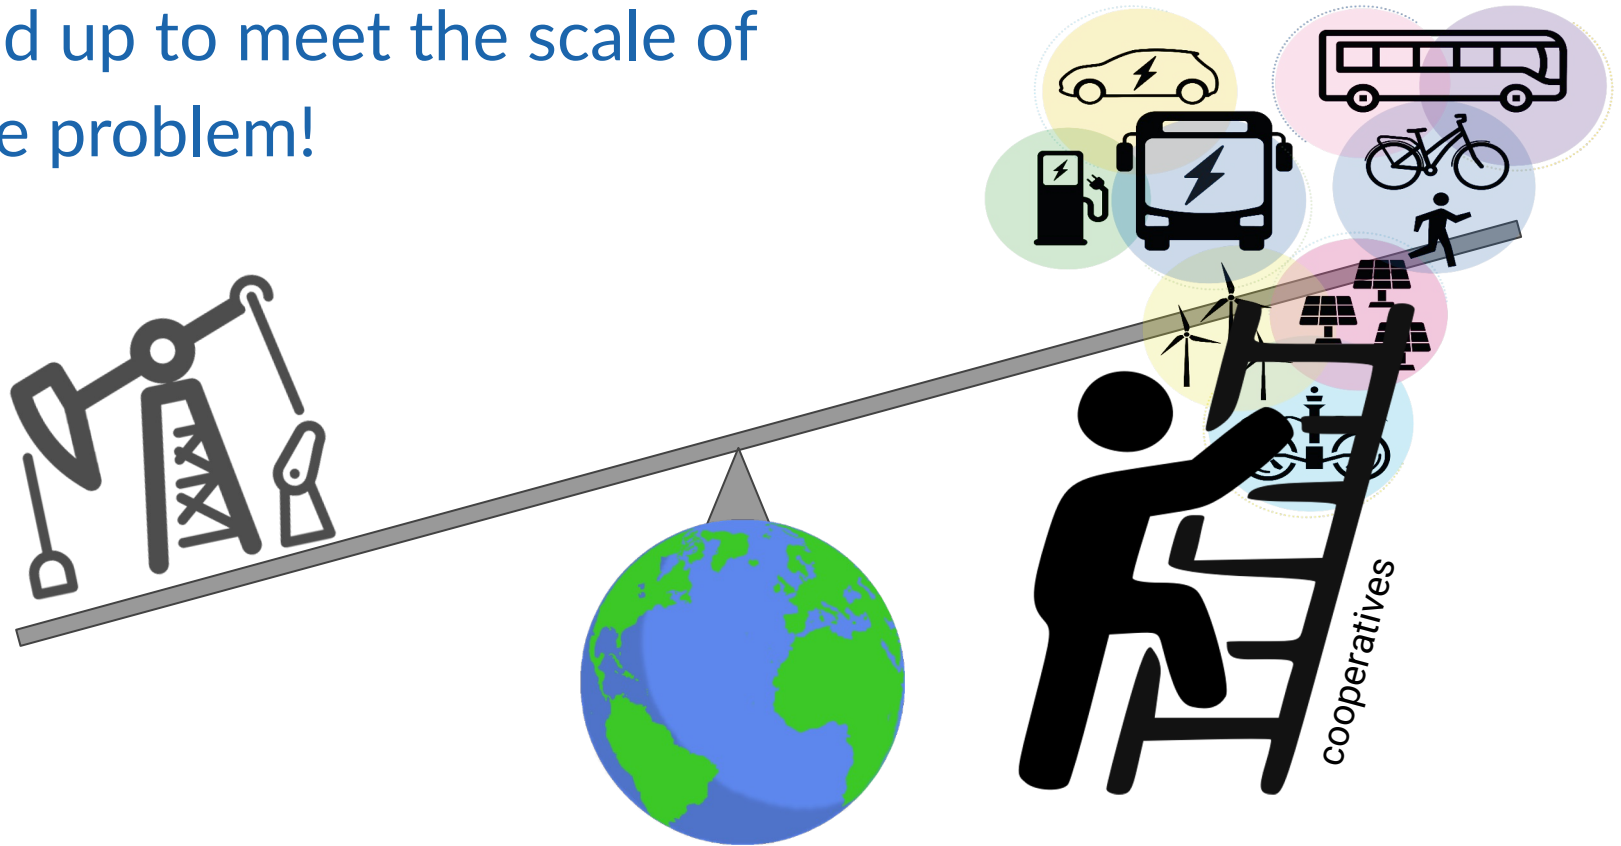 d up to meet the scale of
e problem!
cooperatives